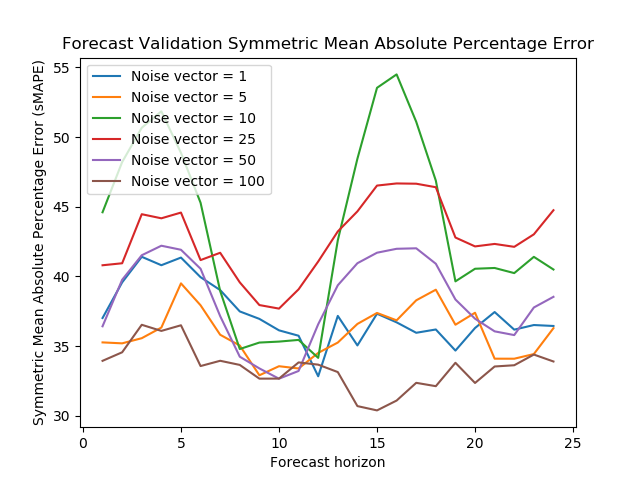 Forecast Validation Symmetric Mean Absolute Percentage Error
Symmetric Mean Absolute Percentage Error (sMAPE)
55
50
45
40
35
30
Noise vector = 1
Noise vector = 5
Noise vector = 10
Noise vector = 25
Noise vector = 50
Noise vector = 100
0 5 10 15 20 25
Forecast horizon